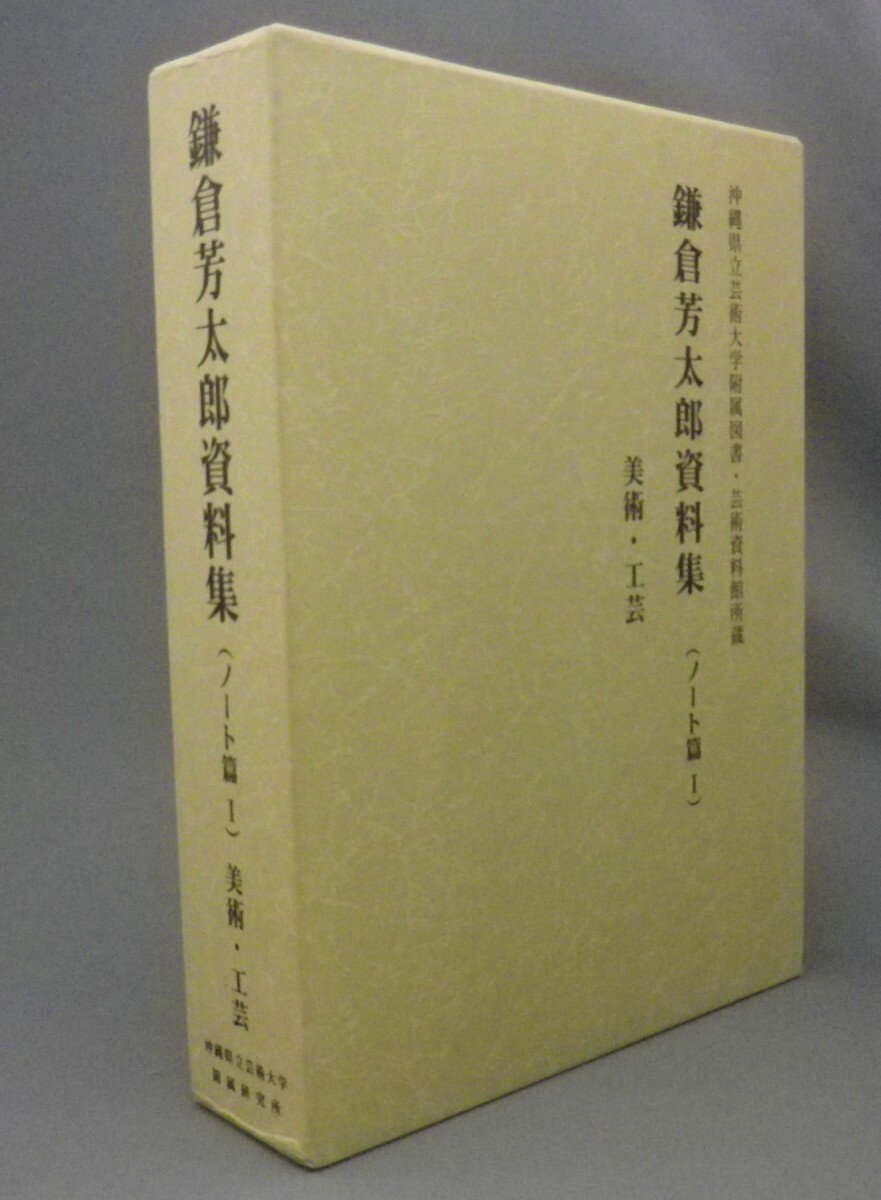 沖縄県立芸術大学附属図書・芸術資料館所蔵
鎌倉芳太郎資料集(ノート篇 I)
美術・工芸
鎌倉芳太郎資料集(ノート篇 I) 美術・工芸
沖縄県立芸術大学
附属研究所